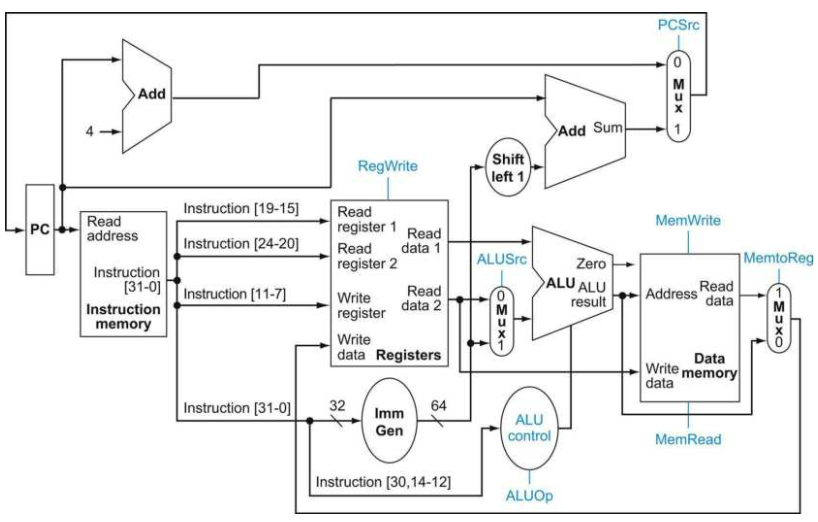 PCSrc
0
M
u
x
1
Add
4
Add Sum
Shift
left 1
RegWrite
PC
Read
address
Instruction
[31-0]
Instruction
memory
Instruction [19-15]
Instruction [24-20]
Instruction [11-7]
Instruction [31-0]
Read
register 1
Read
register 2
Write
register
Write
data
Read
data 1
Read
data 2
Registers
ALUSrc
0
M
u
x
1
Zero
ALU ALU
result
MemWrite
Address
Read
data
Write
data
Data
memory
MemRead
MemtoReg
1
M
u
x
0
32
Imm
Gen
64
ALU
control
ALUOp
Instruction [30,14-12]